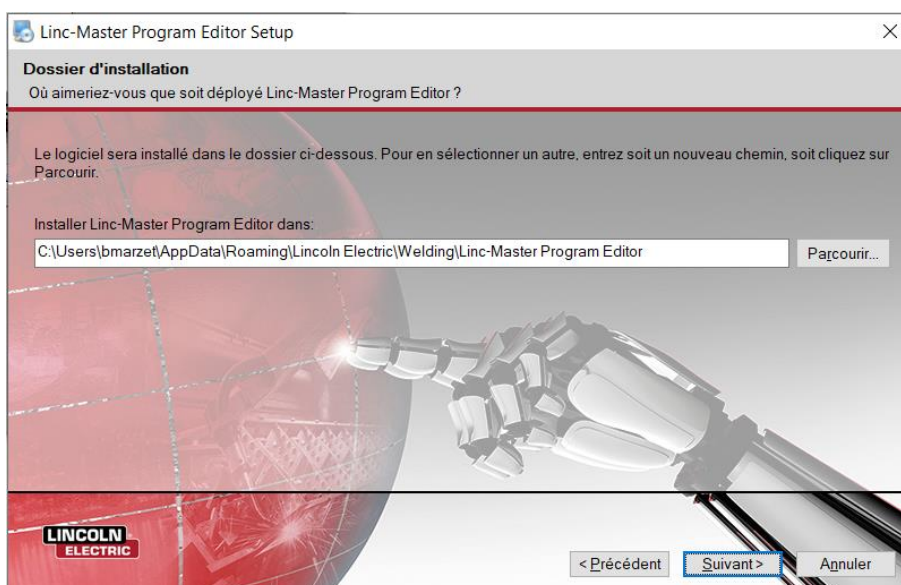 Linc-Master Program Editor Setup
Dossier d'installation
Où aimeriez-vous que soit déployé Linc-Master Program Editor ?
Le logiciel sera installé dans le dossier ci-dessous. Pour en sélectionner un autre, entrez soit un nouveau chemin, soit cliquez sur
Parcourir.
Installer Linc-Master Program Editor dans:
C:\Users\bmarzet\AppData\Roaming\Lincoln Electric\Welding\Linc-Master Program Editor
Parcourir...
LINCOLN
ELECTRIC
< Précédent
Suivant >
Annuler